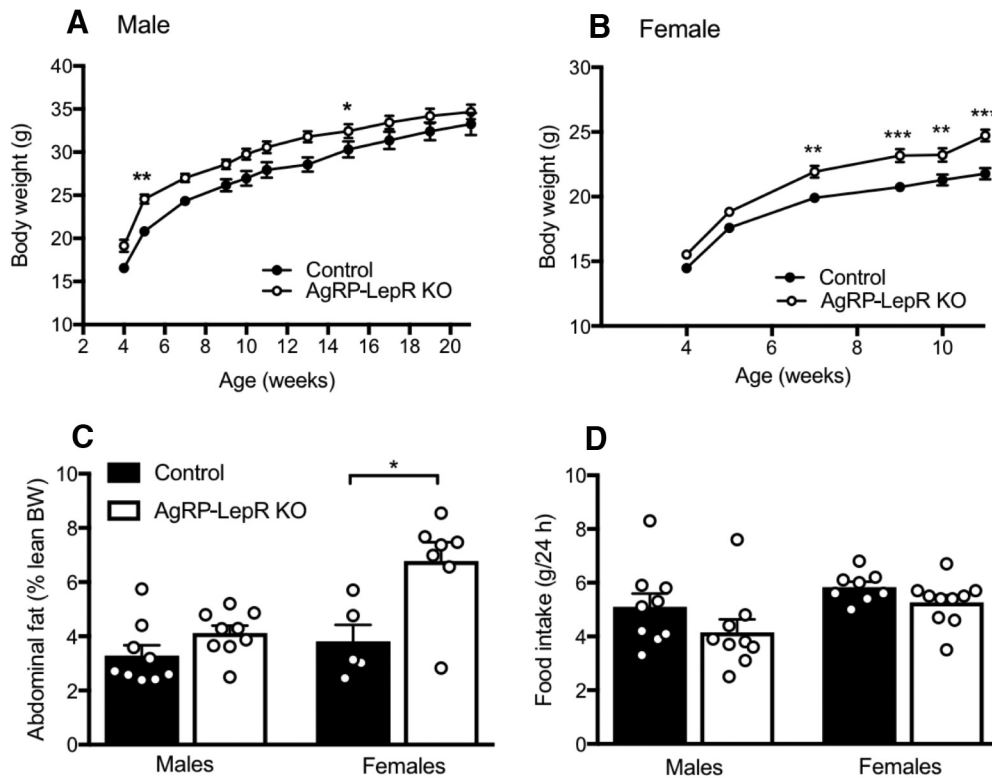 A Male
Body weight (g)
40
35
30
25
20
15
10
** *
Control
AgRP-LepR KO
2 4 6 8 10 12 14 16 18 20
Age (weeks)
B Female
Body weight (g)
30
25
20
15
10
** *** ** ***
Control
AgRP-LepR KO
4 6 8 10
Age (weeks)
C
Abdominal fat (% lean BW)
10
8
6
4
2
0
Control
AgRP-LepR KO
*
Males Females
D
Food intake (g/24 h)
10
8
6
4
2
0
Males Females